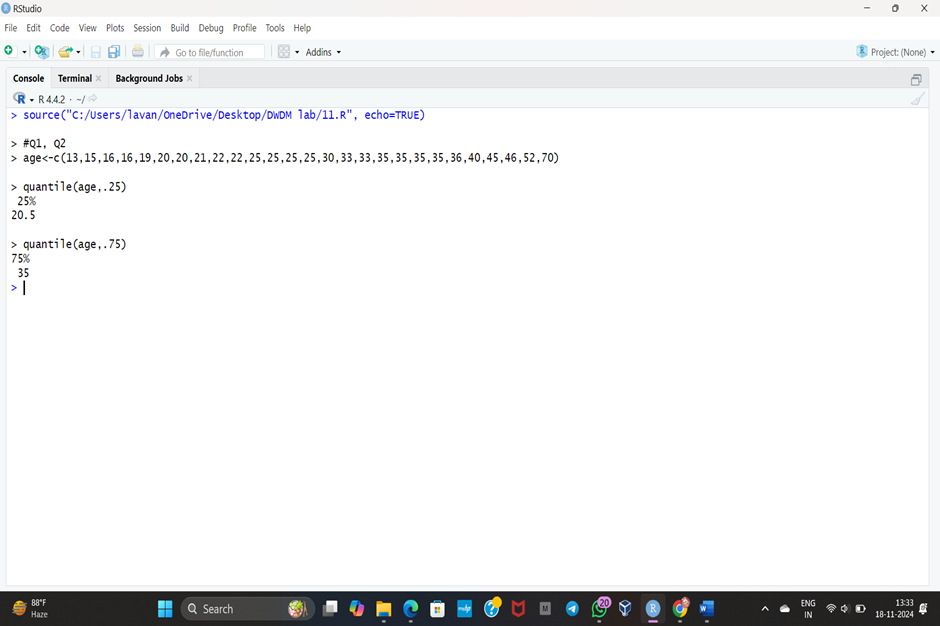 RStudio
File Edit Code View Plots Session Build Debug Profile Tools Help
Go to file/function Addins Project: (None)
Console Terminal Background Jobs
R R 4.4.2 · ~/
> source("C:/Users/lavan/OneDrive/Desktop/DWDM lab/11.R", echo=TRUE)
> #Q1, Q2
> age<-c(13,15,16,16,19,20,20,21,22,22,25,25,25,25,30,33,33,35,35,35,35,36,40,45,46,52,70)
> quantile(age,.25)
25%
20.5
> quantile(age,.75)
75%
35
>
88°F
Haze
Search
20
ENG
IN
13:33
18-11-2024